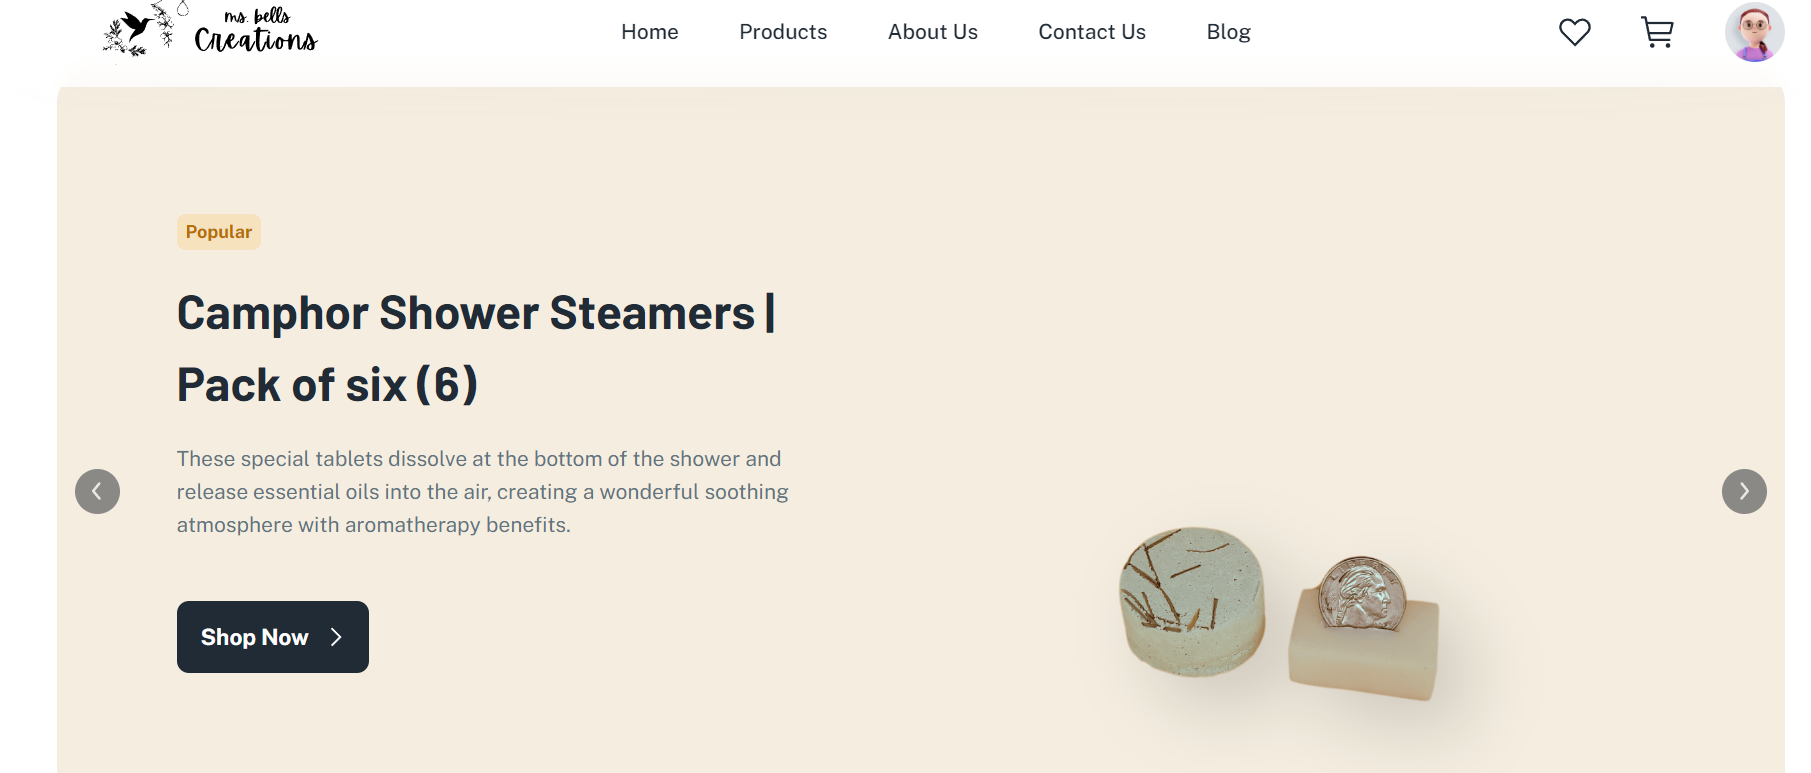 ms. bells
Creations
Home
Products
About Us
Contact Us
Blog
Popular
Camphor Shower Steamers |
Pack of six (6)
These special tablets dissolve at the bottom of the shower and
release essential oils into the air, creating a wonderful soothing
atmosphere with aromatherapy benefits.
Shop Now
LIBERTY